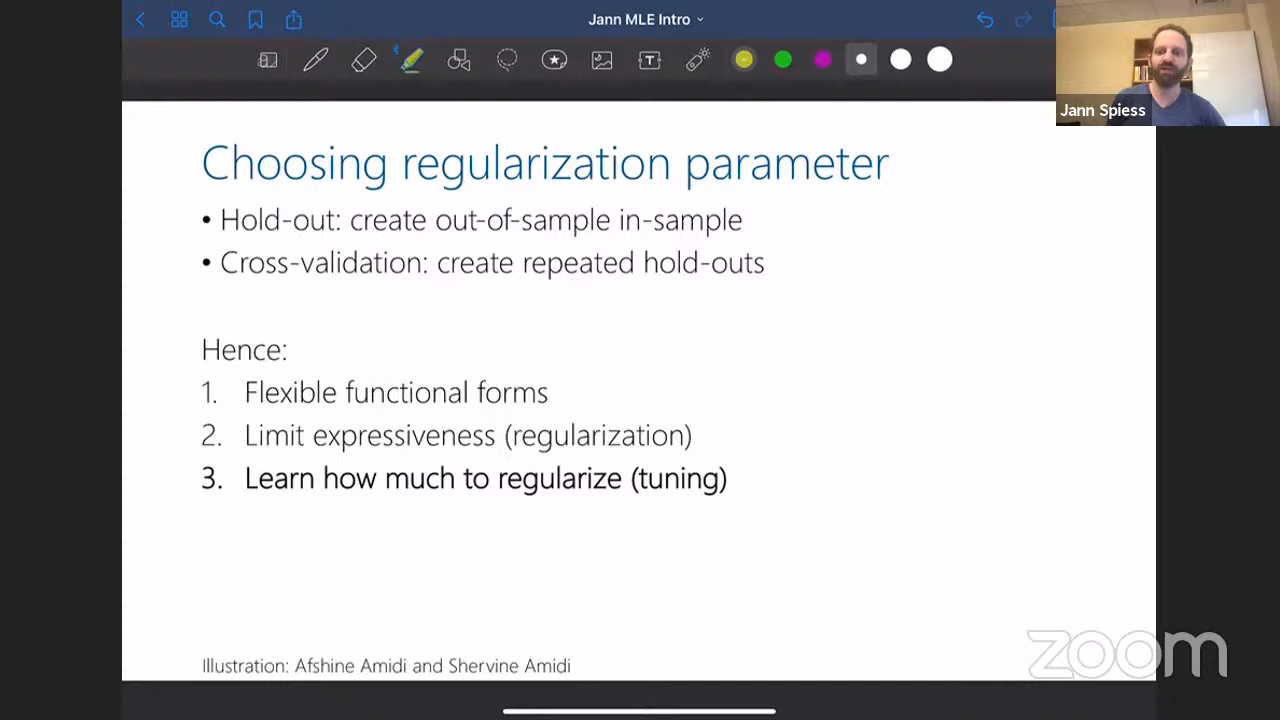 Jann MLE Intro
T
Jann Spiess
Choosing regularization parameter
• Hold-out: create out-of-sample in-sample
• Cross-validation: create repeated hold-outs
Hence:
1. Flexible functional forms
2. Limit expressiveness (regularization)
3. Learn how much to regularize (tuning)
Illustration: Afshine Amidi and Shervine Amidi
zoom